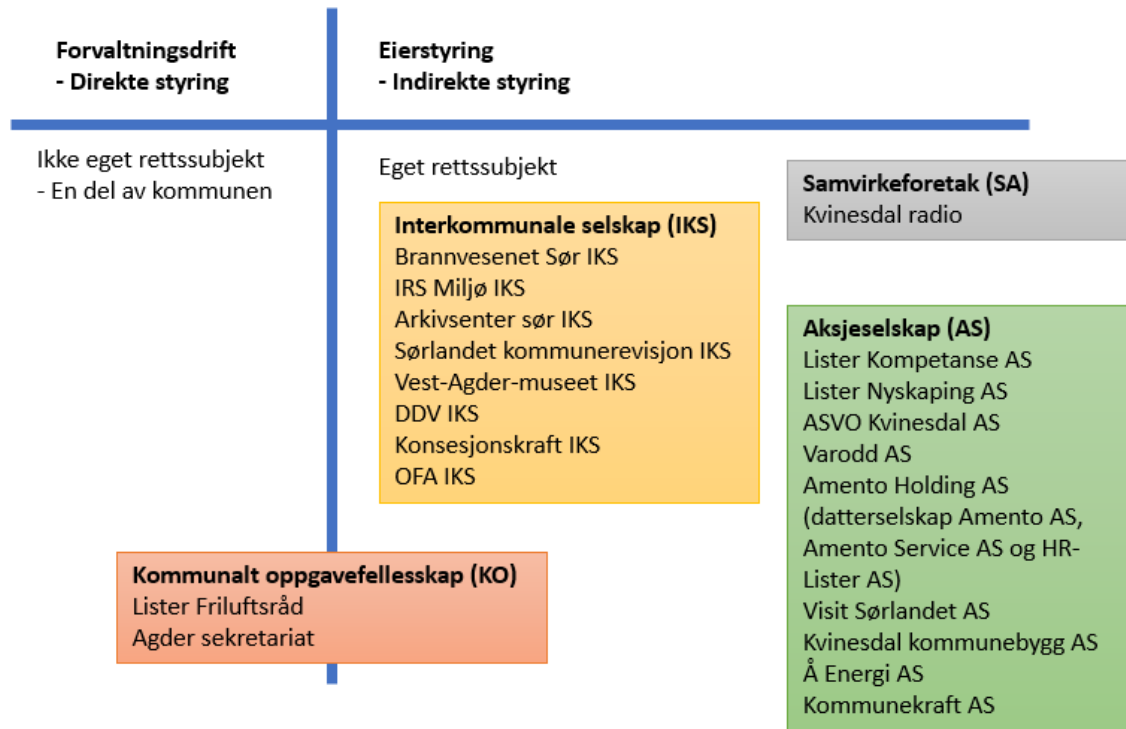 Forvaltningsdrift
- Direkte styring
Eierstyring
- Indirekte styring
Ikke eget rettssubjekt
- En del av kommunen
Eget rettssubjekt
Interkommunale selskap (IKS)
Brannvesenet Sør IKS
IRS Miljø IKS
Arkivsenter sør IKS
Sørlandet kommunerevisjon IKS
Vest-Agder-museet IKS
DDV IKS
Konsesjonskraft IKS
OFA IKS
Samvirkeforetak (SA)
Kvinesdal radio
Aksjeselskap (AS)
Lister Kompetanse AS
Lister Nyskaping AS
ASVO Kvinesdal AS
Varodd AS
Amento Holding AS
(datterselskap Amento AS,
Amento Service AS og HR-
Lister AS)
Visit Sørlandet AS
Kvinesdal kommunebygg AS
Å Energi AS
Kommunekraft AS
Kommunalt oppgavefellesskap (KO)
Lister Friluftsråd
Agder sekretariat